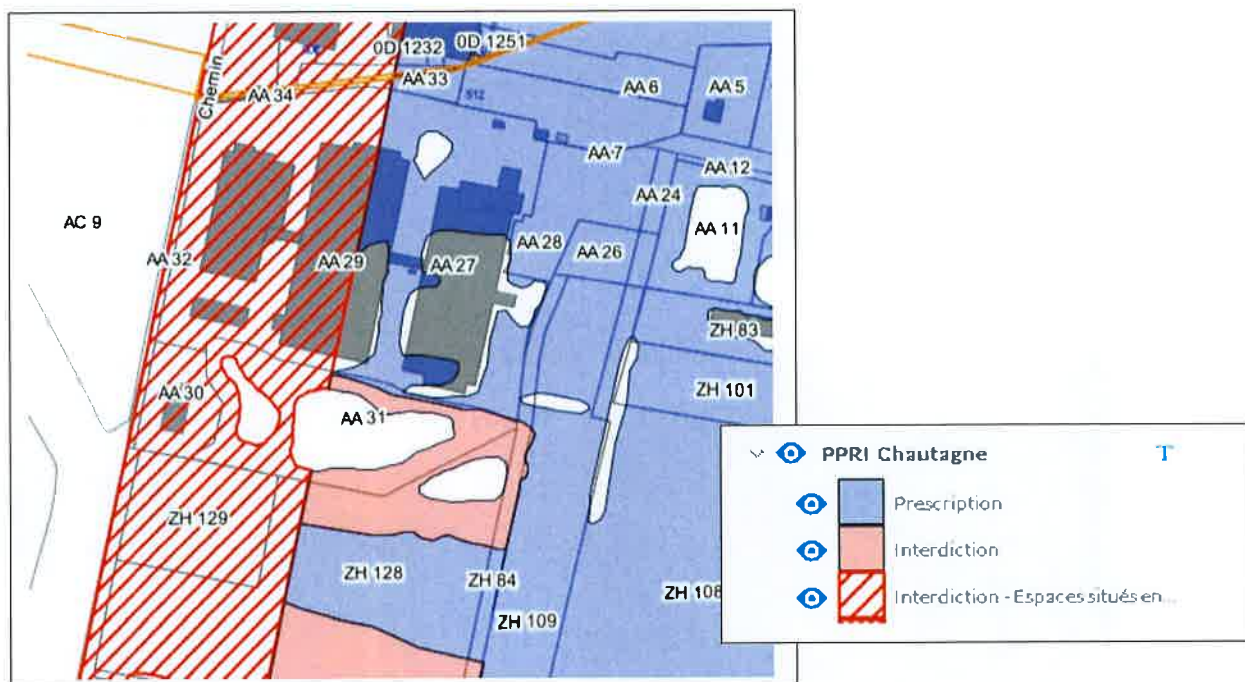 0D 1232
0D 1251
AA 33
AA 6
AA 5
Chemin
AA 34
512
AA 7
AA 12
AA 24
AC 9
AA 11
AA 32
AA 29
AA 27
AA 28
AA 26
ZH 83
ZH 101
AA 30
AA 31
PPRI Chautagne
T
Prescription
ZH 129
Interdiction
ZH 128
ZH 84
ZH 108
Interdiction - Espaces situés en...
ZH 109